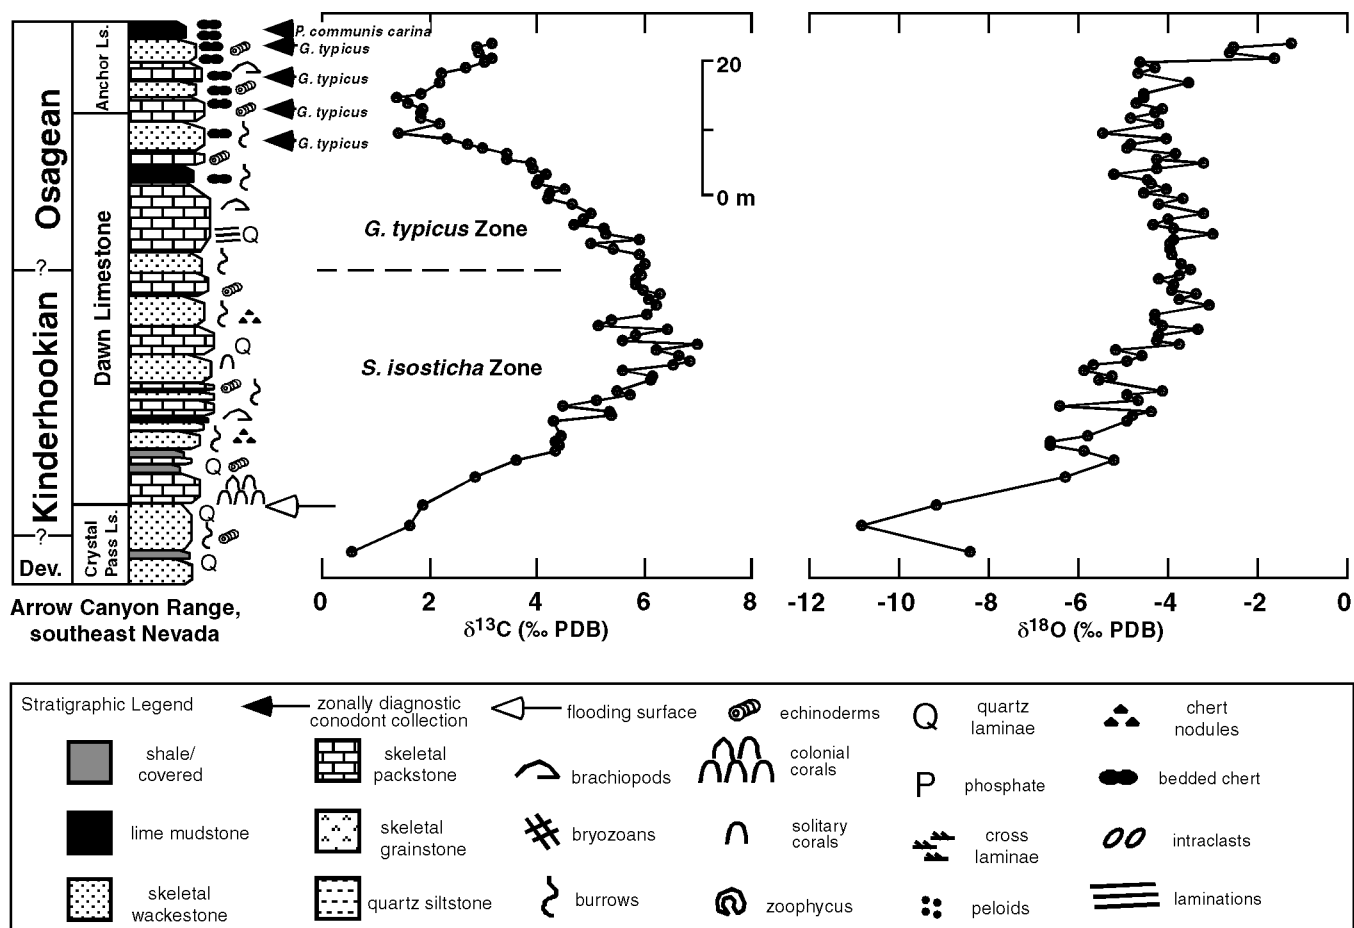 Osagean
Kinderhookian
Dev.
?
?
Anchor Ls.
Dawn Limestone
Crystal
Pass Ls.
P. communis carina
G. typicus
G. typicus
G. typicus
G. typicus
Q
Q
Q
Q
Q
20
0 m
G. typicus Zone
S. isosticha Zone
0 2 4 6 8
δ¹³C (‰ PDB)
-12 -10 -8 -6 -4 -2 0
δ¹⁸O (‰ PDB)
Arrow Canyon Range,
southeast Nevada
Stratigraphic Legend
zonally diagnostic
conodont collection
flooding surface
echinoderms
Q
quartz
laminae
chert
nodules
shale/
covered
skeletal
packstone
brachiopods
colonial
corals
P
phosphate
bedded chert
lime mudstone
skeletal
grainstone
bryozoans
solitary
corals
cross
laminae
intraclasts
skeletal
wackestone
quartz siltstone
burrows
zoophycus
peloids
laminations